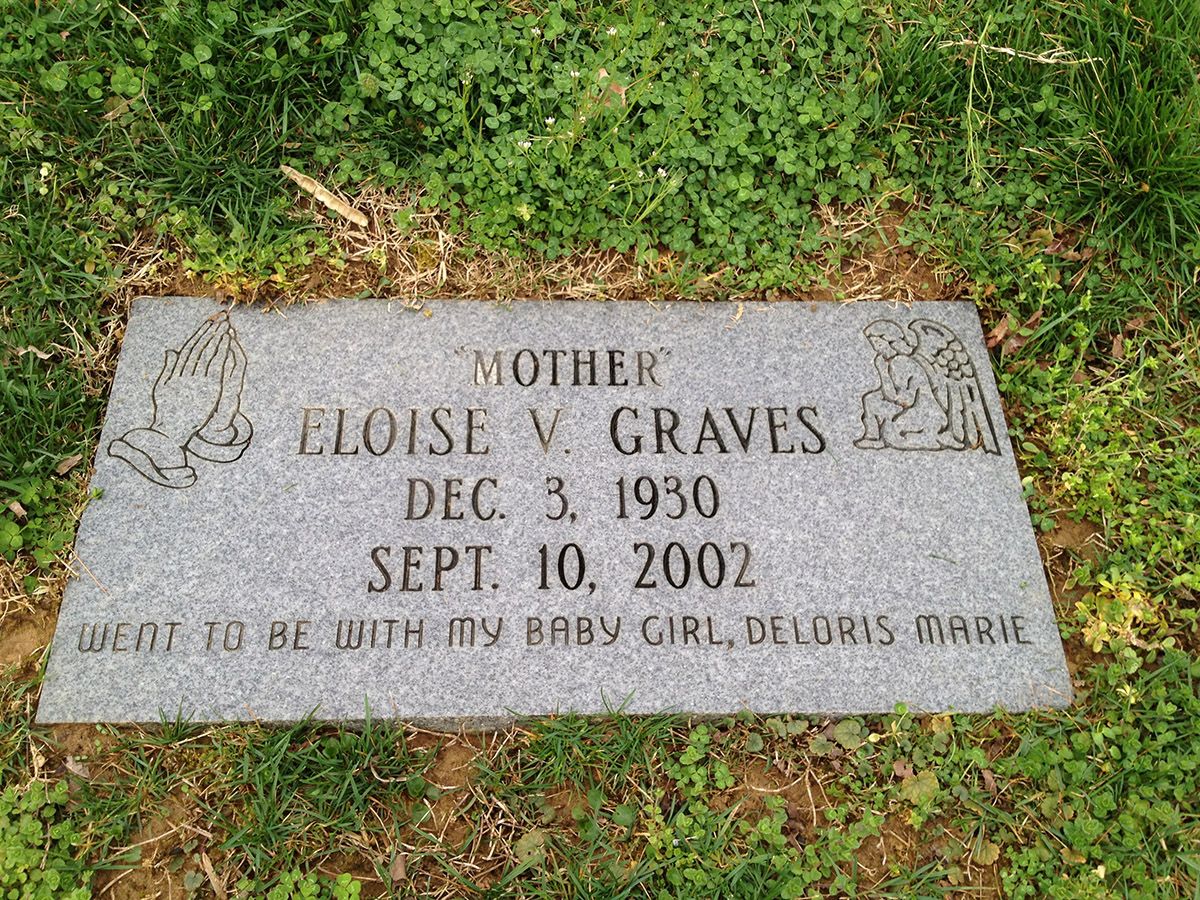 "MOTHER"
ELOISE V. GRAVES
DEC. 3, 1930
SEPT. 10, 2002
WENT TO BE WITH MY BABY GIRL, DELORIS MARIE